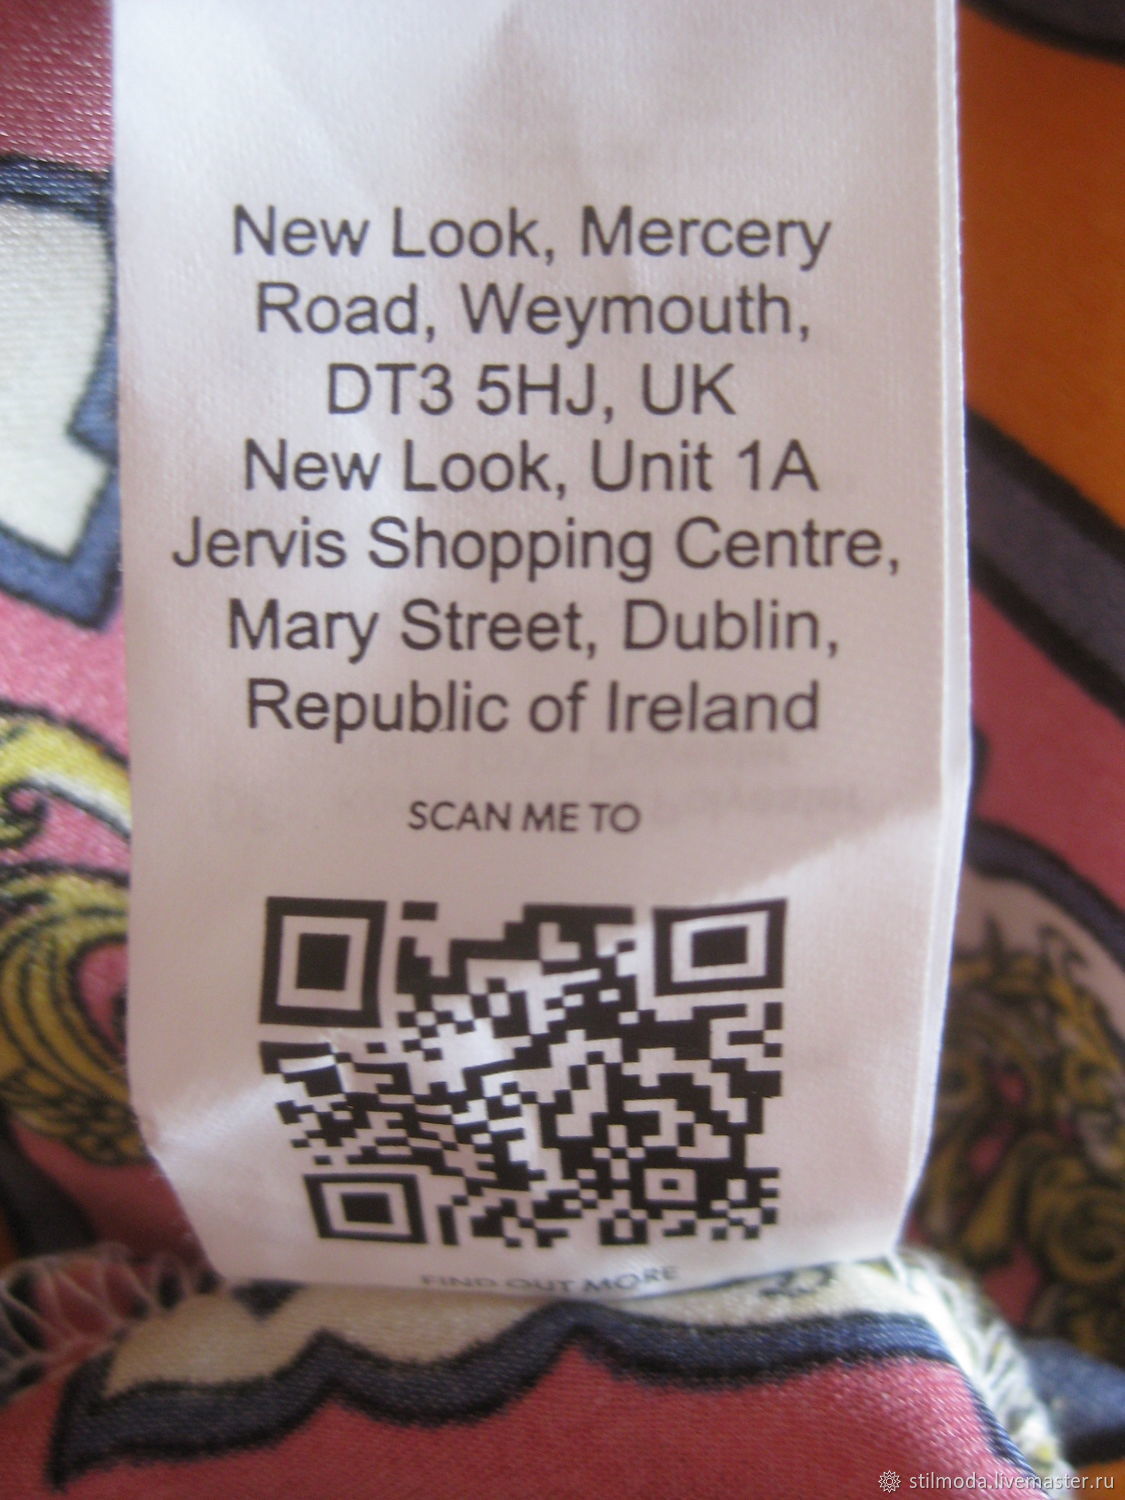 New Look, Mercery
Road, Weymouth,
DT3 5HJ, UK
New Look, Unit 1A
Jervis Shopping Centre,
Mary Street, Dublin,
Republic of Ireland
SCAN ME TO
FIND OUT MORE
stilmoda.livemaster.ru